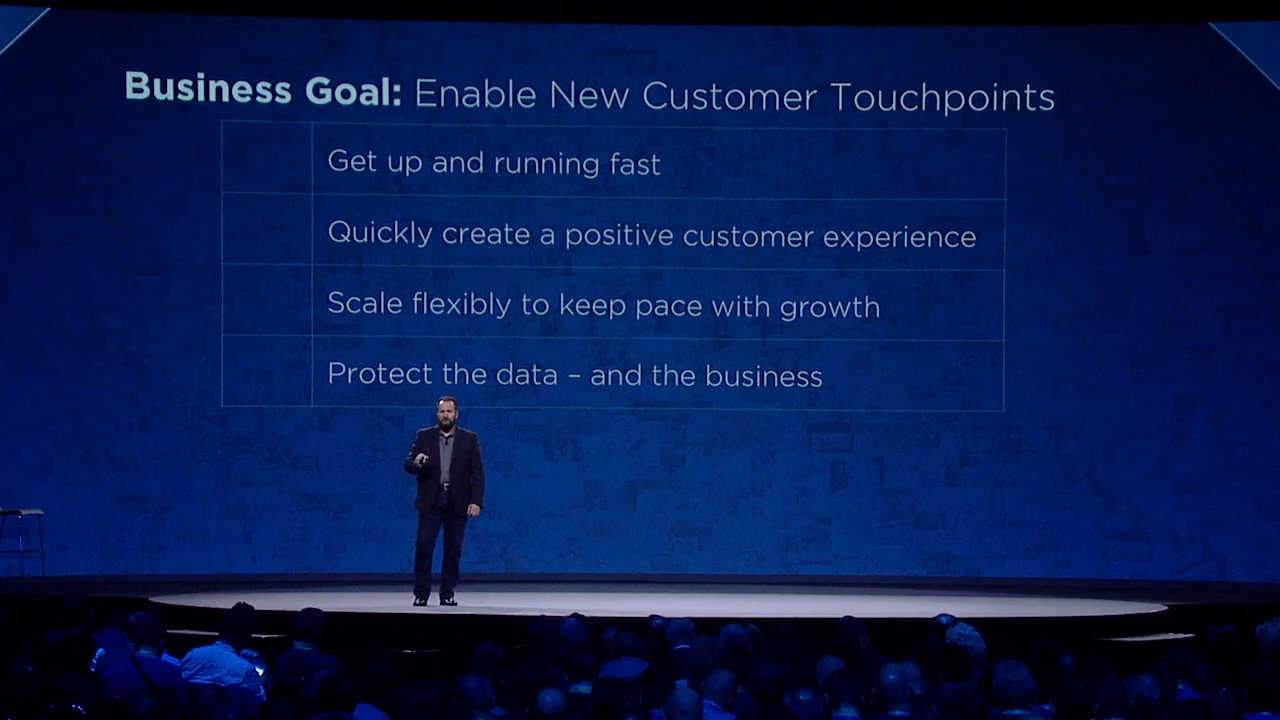 Business Goal: Enable New Customer Touchpoints
Get up and running fast
Quickly create a positive customer experience
Scale flexibly to keep pace with growth
Protect the data – and the business